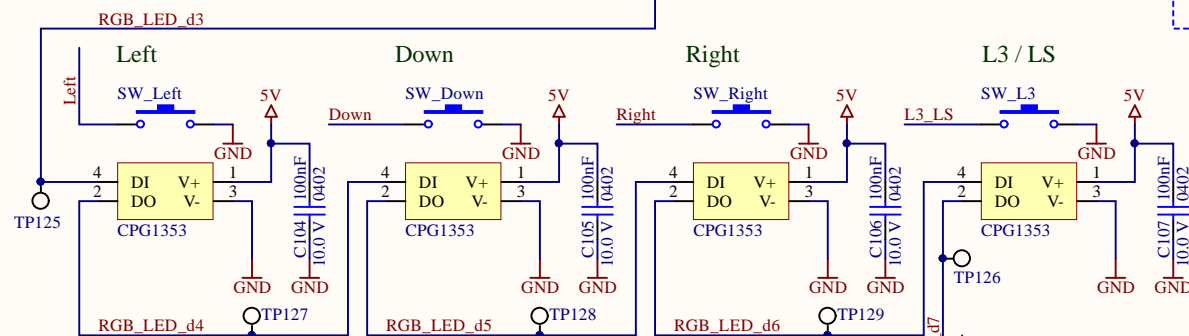 RGB_LED_d3
Left
Down
Right
L3 / LS
Left
SW_Left
5V
GND
4
2
DI
DO
V+
V-
1
3
CPG1353
100nF
0402
C104
10.0 V
GND
GND
TP125
TP127
RGB_LED_d4
Down
SW_Down
5V
GND
4
2
DI
DO
V+
V-
1
3
CPG1353
100nF
0402
C105
10.0 V
GND
GND
TP128
RGB_LED_d5
Right
SW_Right
5V
GND
4
2
DI
DO
V+
V-
1
3
CPG1353
100nF
0402
C106
10.0 V
GND
GND
TP129
RGB_LED_d6
L3_LS
SW_L3
5V
GND
4
2
DI
DO
V+
V-
1
3
CPG1353
100nF
0402
C107
10.0 V
GND
GND
TP126
d7